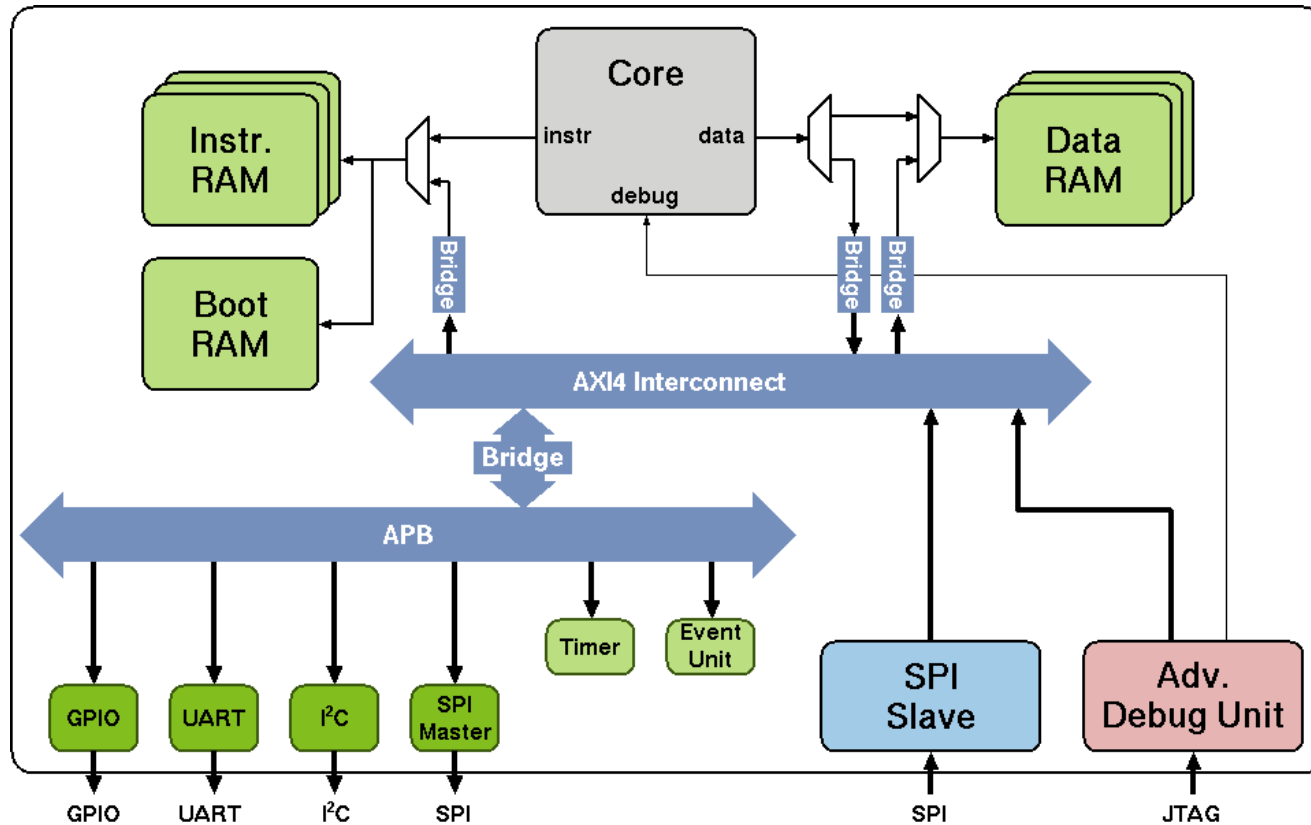 Core
instr
data
debug
Instr.
RAM
Data
RAM
Boot
RAM
Bridge
Bridge
Bridge
AXI4 Interconnect
Bridge
APB
Timer
Event
Unit
GPIO
UART
I²C
SPI
Master
SPI
Slave
Adv.
Debug Unit
GPIO
UART
I²C
SPI
SPI
JTAG